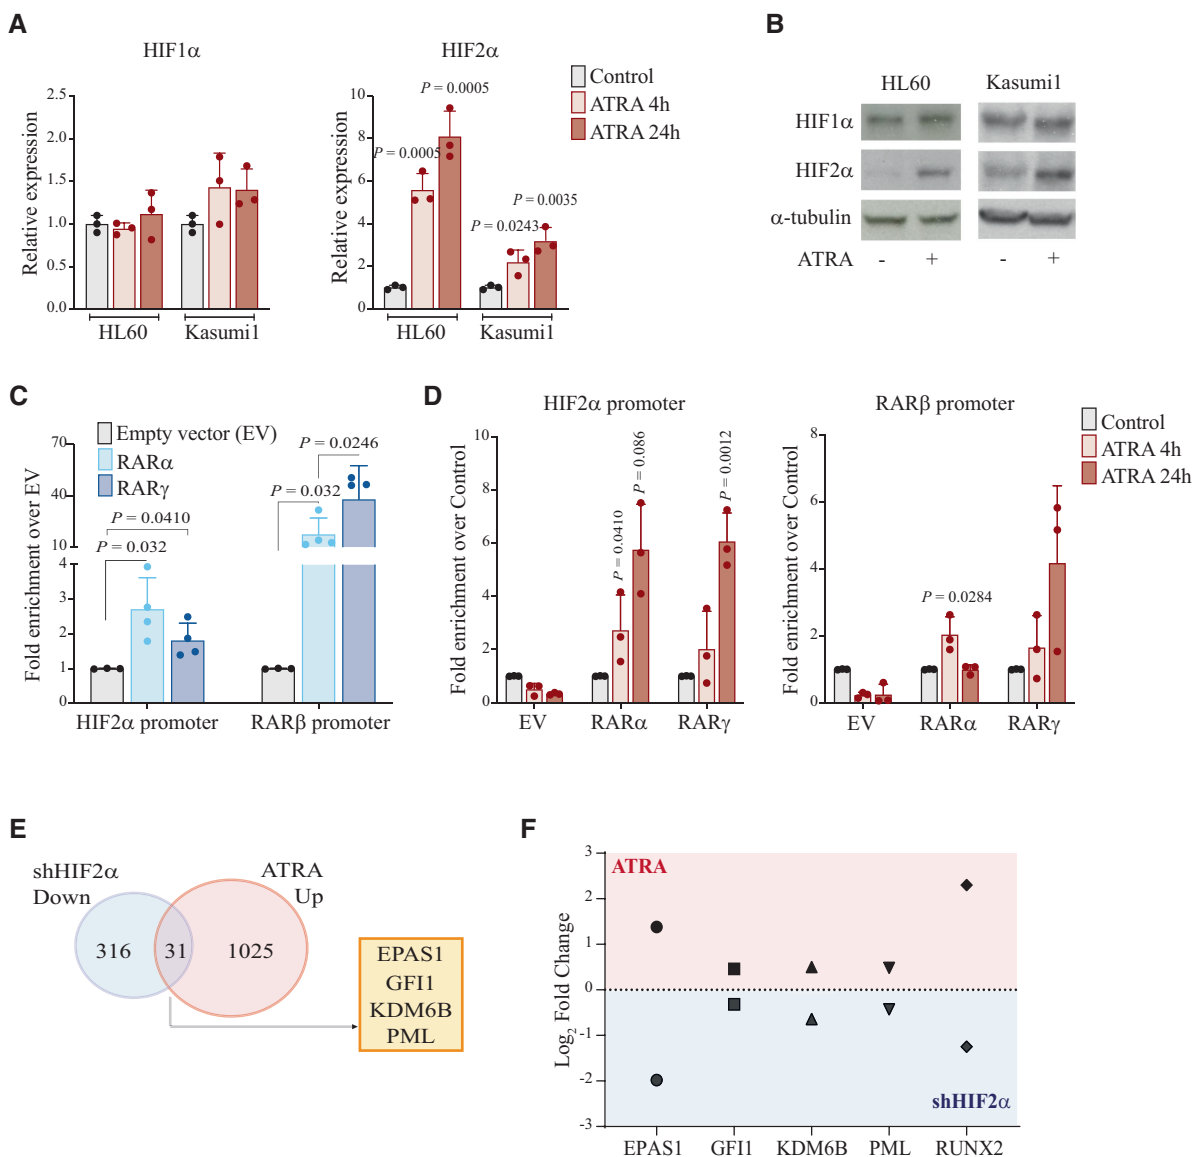 A
HIF1α
Relative expression
2.5
2.0
1.5
1.0
0.5
0.0
HL60
Kasumi1
HIF2α
Relative expression
10
8
6
4
2
0
P = 0.0005
P = 0.0005
P = 0.0243
P = 0.0035
HL60
Kasumi1
Control
ATRA 4h
ATRA 24h
B
HL60
Kasumi1
HIF1α
HIF2α
α-tubulin
ATRA
-
+
-
+
C
Empty vector (EV)
RARα
RARγ
Fold enrichment over EV
70
40
10
4
3
2
1
0
P = 0.0410
P = 0.032
P = 0.0246
P = 0.032
HIF2α promoter
RARβ promoter
D
HIF2α promoter
Fold enrichment over Control
10
8
6
4
2
0
P = 0.0410
P = 0.086
P = 0.0012
EV
RARα
RARγ
RARβ promoter
Fold enrichment over Control
8
6
4
2
0
P = 0.0284
EV
RARα
RARγ
Control
ATRA 4h
ATRA 24h
E
shHIF2α
Down
ATRA
Up
316
31
1025
EPAS1
GFI1
KDM6B
PML
F
ATRA
Log2 Fold Change
3
2
1
0
-1
-2
-3
shHIF2α
EPAS1
GFI1
KDM6B
PML
RUNX2